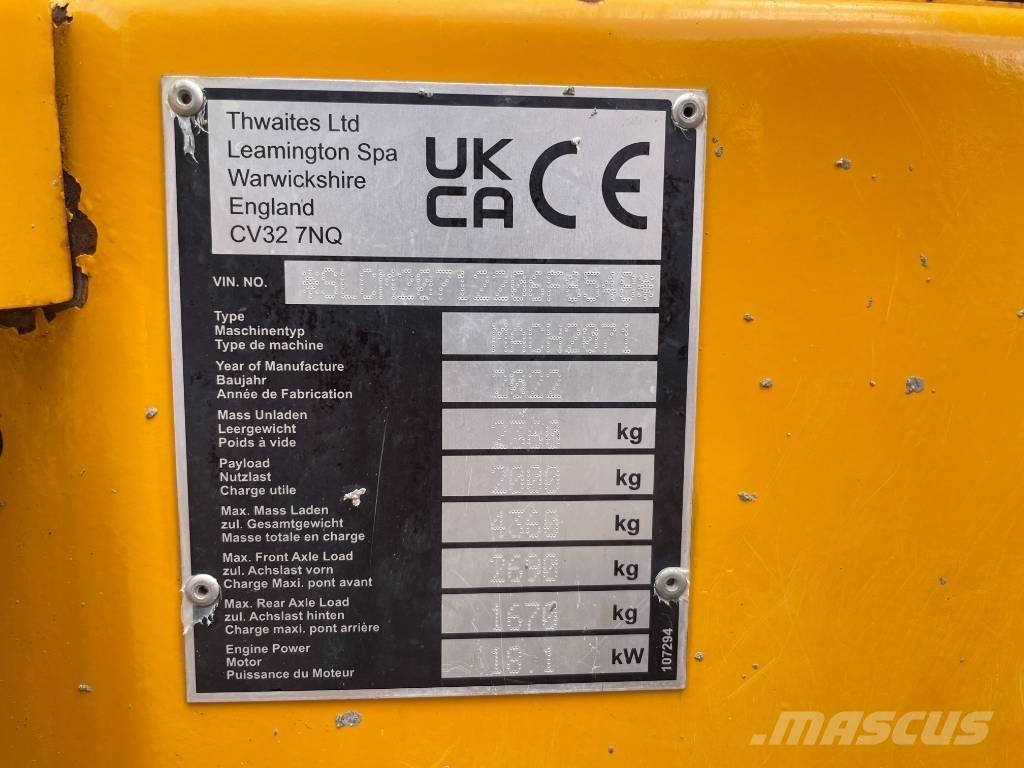 Thwaites Ltd
Leamington Spa
Warwickshire
England
CV32 7NQ
UK
CA
CE
VIN. NO.
Type
Maschinentyp
Type de machine
MACH2071
Year of Manufacture
Baujahr
Année de Fabrication
2022
Mass Unladen
Leergewicht
Poids à vide
kg
Payload
Nutzlast
Charge utile
2000 kg
Max. Mass Laden
zul. Gesamtgewicht
Masse totale en charge
4360 kg
Max. Front Axle Load
zul. Achslast vorn
Charge Maxi. pont avant
2690 kg
Max. Rear Axle Load
zul. Achslast hinten
Charge maxi. pont arrière
1670 kg
Engine Power
Motor
Puissance du Moteur
18.1 kW
107294
MASCUS